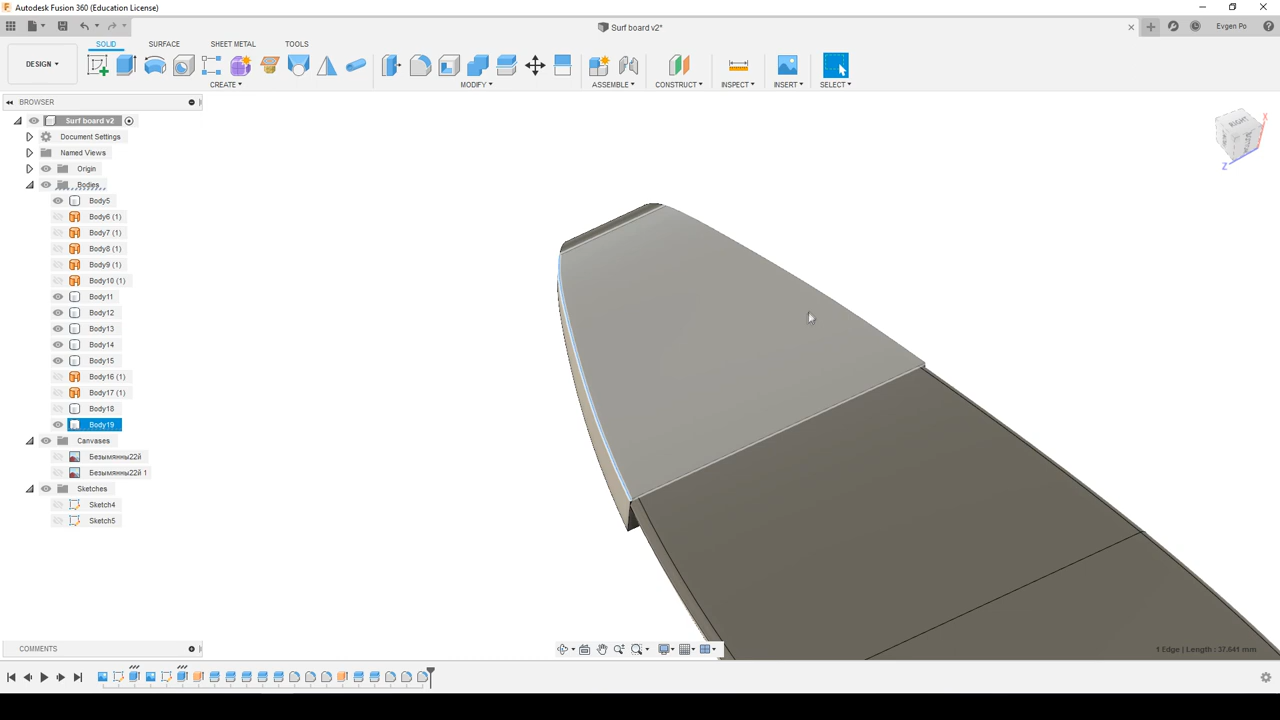 Autodesk Fusion 360 (Education License)
Surf board v2*
Evgen Po
SOLID SURFACE SHEET METAL TOOLS
DESIGN ▾
CREATE ▾ MODIFY ▾ ASSEMBLE ▾ CONSTRUCT ▾ INSPECT ▾ INSERT ▾ SELECT ▾
BROWSER
Surf board v2
Document Settings
Named Views
Origin
Bodies
Body5
Body6 (1)
Body7 (1)
Body8 (1)
Body9 (1)
Body10 (1)
Body11
Body12
Body13
Body14
Body15
Body16 (1)
Body17 (1)
Body18
Body19
Canvases
Безымянны22й
Безымянны22й 1
Sketches
Sketch4
Sketch5
RIGHT
X
Z
COMMENTS
1 Edge | Length : 37.641 mm